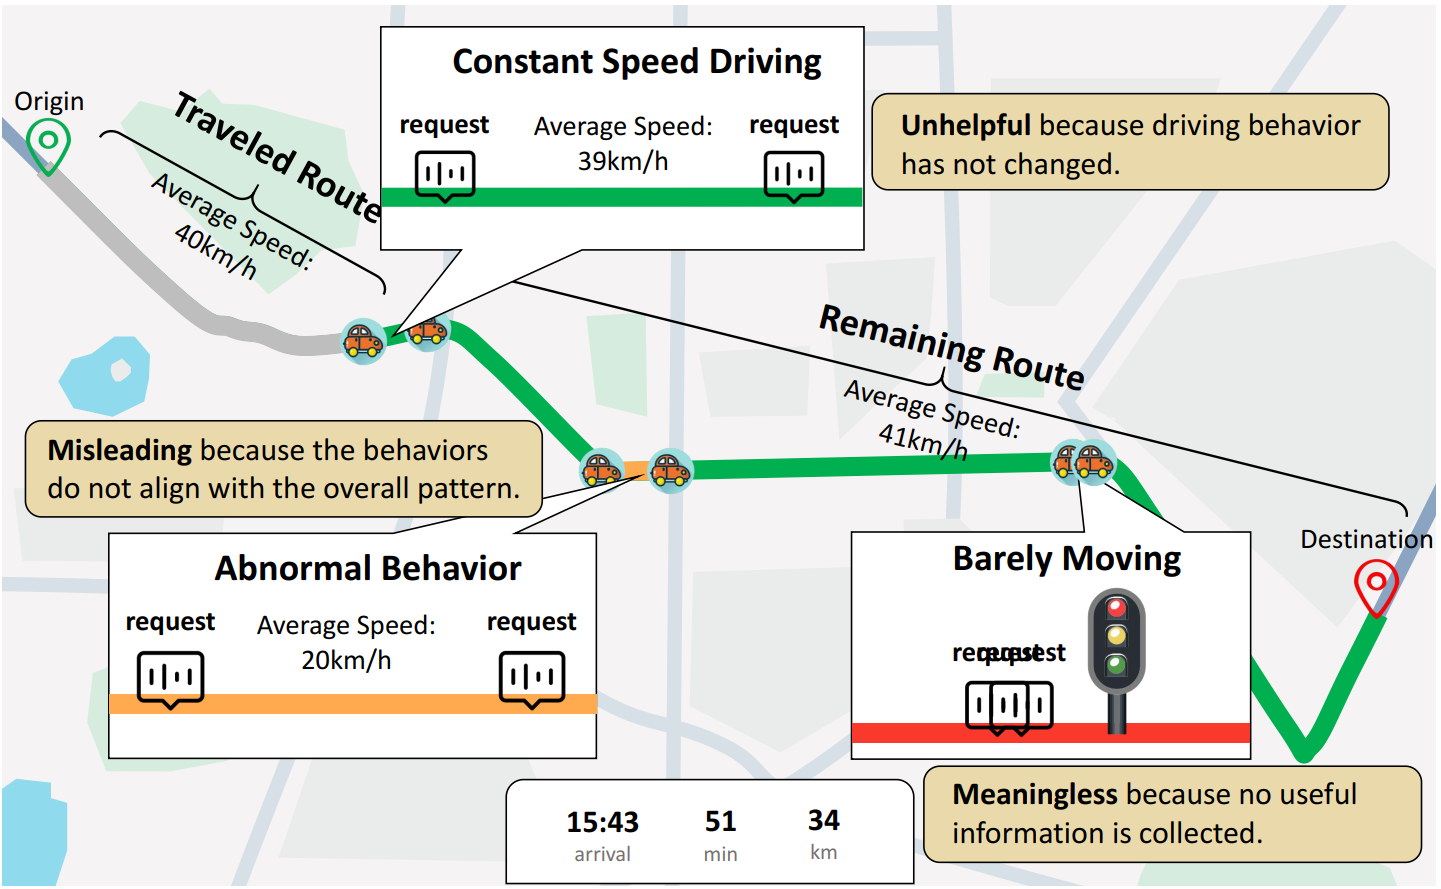 Origin
Traveled Route
Average Speed:
40km/h
Constant Speed Driving
request
Average Speed:
39km/h
request
Unhelpful because driving behavior
has not changed.
Remaining Route
Average Speed:
41km/h
Misleading because the behaviors
do not align with the overall pattern.
Abnormal Behavior
request
Average Speed:
20km/h
request
Destination
Barely Moving
request
request
Meaningless because no useful
information is collected.
15:43
arrival
51
min
34
km